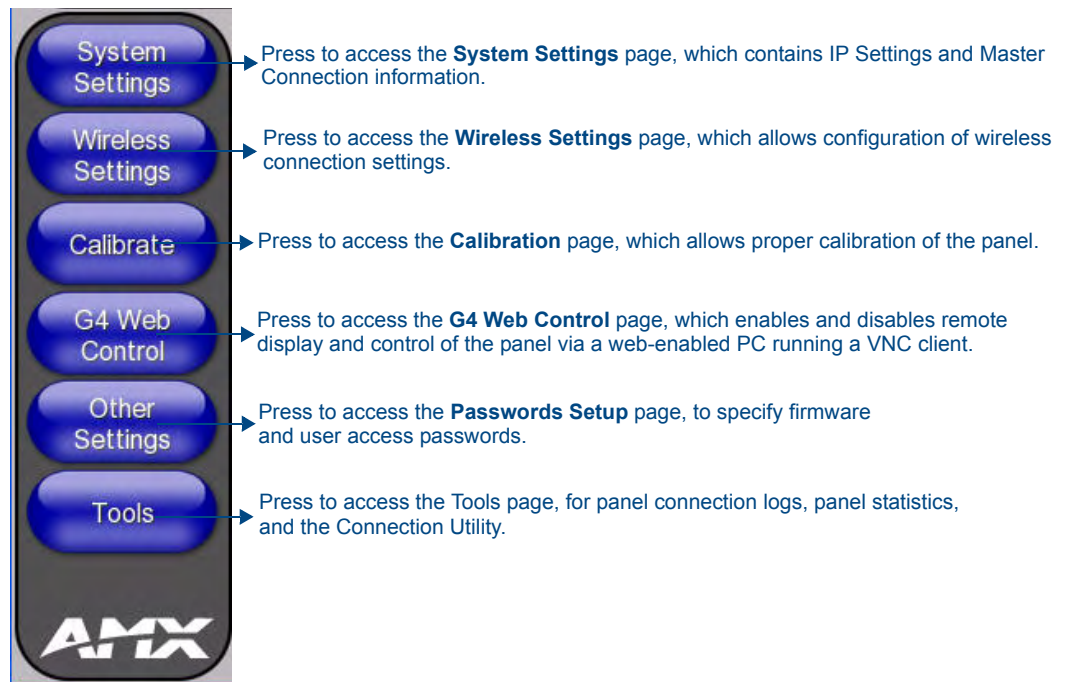 System
Settings
Press to access the System Settings page, which contains IP Settings and Master
Connection information.
Wireless
Settings
Press to access the Wireless Settings page, which allows configuration of wireless
connection settings.
Calibrate
Press to access the Calibration page, which allows proper calibration of the panel.
G4 Web
Control
Press to access the G4 Web Control page, which enables and disables remote
display and control of the panel via a web-enabled PC running a VNC client.
Other
Settings
Press to access the Passwords Setup page, to specify firmware
and user access passwords.
Tools
Press to access the Tools page, for panel connection logs, panel statistics,
and the Connection Utility.
AMX